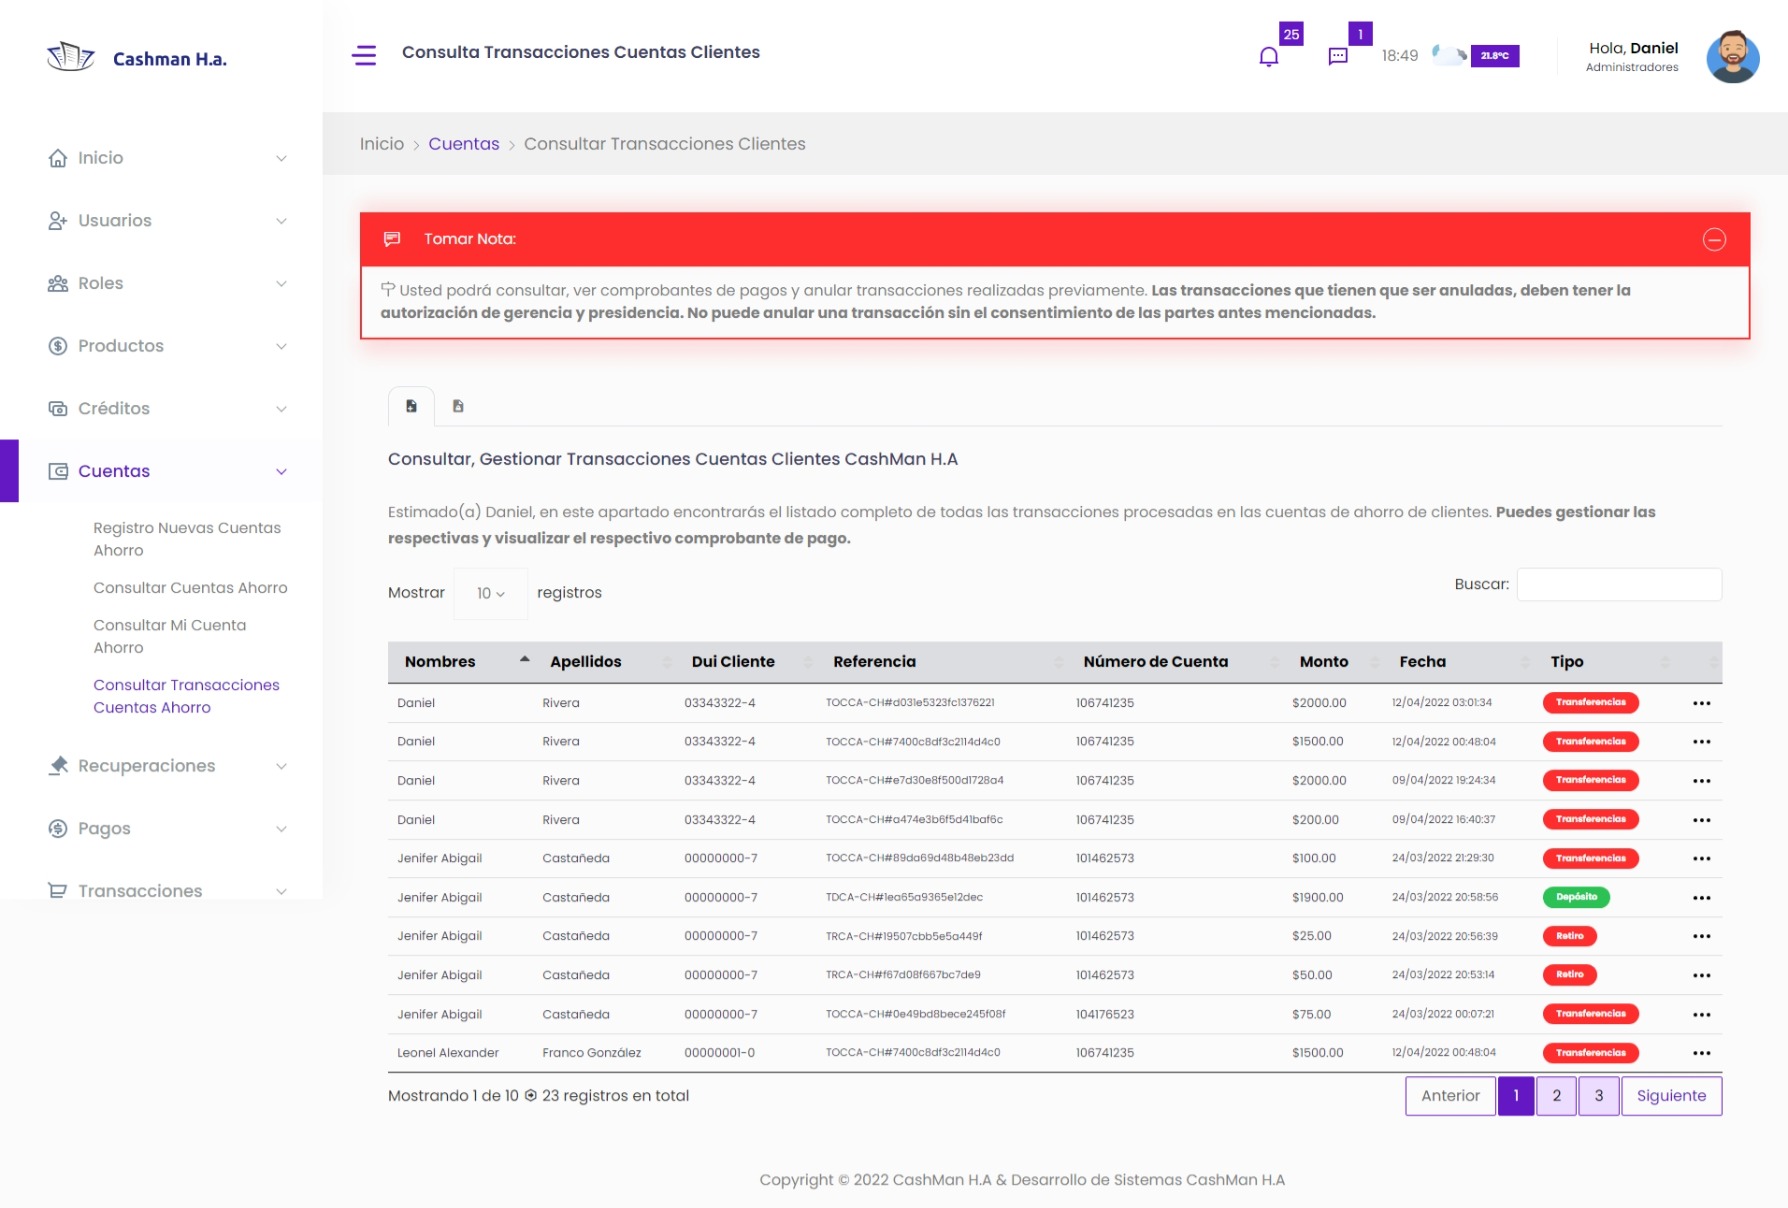 Cashman H.a.
Consulta Transacciones Cuentas Clientes
25
1
18:49
21.8°C
Hola, Daniel
Administradores
Inicio
Usuarios
Roles
Productos
Créditos
Cuentas
Registro Nuevas Cuentas
Ahorro
Consultar Cuentas Ahorro
Consultar Mi Cuenta
Ahorro
Consultar Transacciones
Cuentas Ahorro
Recuperaciones
Pagos
Transacciones
Inicio > Cuentas > Consultar Transacciones Clientes
Tomar Nota:
Usted podrá consultar, ver comprobantes de pagos y anular transacciones realizadas previamente. Las transacciones que tienen que ser anuladas, deben tener la
autorización de gerencia y presidencia. No puede anular una transacción sin el consentimiento de las partes antes mencionadas.
Consultar, Gestionar Transacciones Cuentas Clientes CashMan H.A
Estimado(a) Daniel, en este apartado encontrarás el listado completo de todas las transacciones procesadas en las cuentas de ahorro de clientes. Puedes gestionar las
respectivas y visualizar el respectivo comprobante de pago.
Mostrar 10 registros
Buscar:
Nombres Apellidos Dui Cliente Referencia Número de Cuenta Monto Fecha Tipo
Daniel Rivera 03343322-4 TOCCA-CH#d031e5323fc1376221 106741235 $2000.00 12/04/2022 03:01:34 Transferencias
Daniel Rivera 03343322-4 TOCCA-CH#7400c8df3c2114d4c0 106741235 $1500.00 12/04/2022 00:48:04 Transferencias
Daniel Rivera 03343322-4 TOCCA-CH#e7d30e8f500d1728a4 106741235 $2000.00 09/04/2022 19:24:34 Transferencias
Daniel Rivera 03343322-4 TOCCA-CH#a474e3b6f5d41baf6c 106741235 $200.00 09/04/2022 16:40:37 Transferencias
Jenifer Abigail Castañeda 00000000-7 TOCCA-CH#89da69d48b48eb23dd 101462573 $100.00 24/03/2022 21:29:30 Transferencias
Jenifer Abigail Castañeda 00000000-7 TDCA-CH#1ea65a9365e12dec 101462573 $1900.00 24/03/2022 20:58:56 Depósito
Jenifer Abigail Castañeda 00000000-7 TRCA-CH#19507cbb5e5a449f 101462573 $25.00 24/03/2022 20:56:39 Retiro
Jenifer Abigail Castañeda 00000000-7 TRCA-CH#f67d08f667bc7de9 101462573 $50.00 24/03/2022 20:53:14 Retiro
Jenifer Abigail Castañeda 00000000-7 TOCCA-CH#0e49bd8bece245f08f 104176523 $75.00 24/03/2022 00:07:21 Transferencias
Leonel Alexander Franco González 00000001-0 TOCCA-CH#7400c8df3c2114d4c0 106741235 $1500.00 12/04/2022 00:48:04 Transferencias
Mostrando 1 de 10 23 registros en total
Anterior 1 2 3 Siguiente
Copyright © 2022 CashMan H.A & Desarrollo de Sistemas CashMan H.A